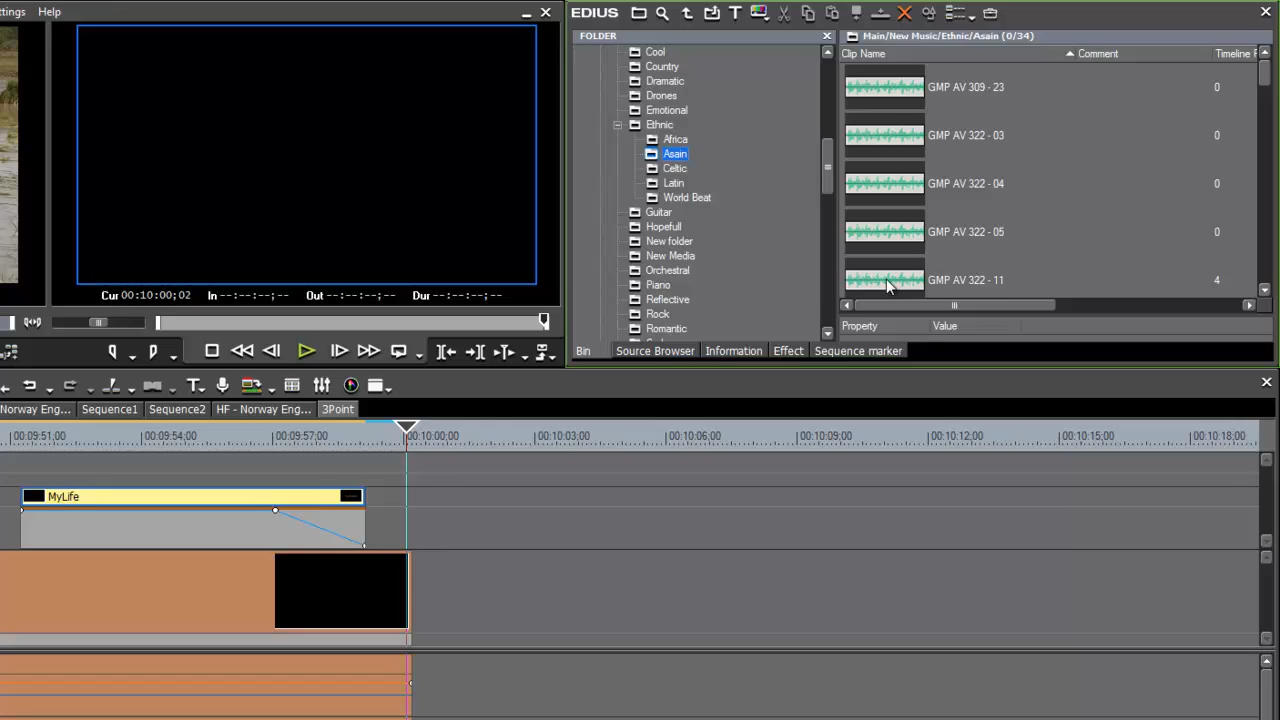 ttings Help
EDIUS
FOLDER
Main/New Music/Ethnic/Asain (0/34)
Clip Name Comment Timeline F
Cool
Country
Dramatic
Drones
Emotional
Ethnic
Africa
Asain
Celtic
Latin
World Beat
Guitar
Hopefull
New folder
New Media
Orchestral
Piano
Reflective
Rock
Romantic
GMP AV 309 - 23 0
GMP AV 322 - 03 0
GMP AV 322 - 04 0
GMP AV 322 - 05 0
GMP AV 322 - 11 4
Property Value
Bin Source Browser Information Effect Sequence marker
Cur 00:10:00;02 In --:--:--;-- Out --:--:--;-- Dur --:--:--;--
Norway Eng... Sequence1 Sequence2 HF - Norway Eng... 3Point
00:09:51;00 00:09:54;00 00:09:57;00 00:10:00;00 00:10:03;00 00:10:06;00 00:10:09;00 00:10:12;00 00:10:15;00 00:10:18;00
MyLife